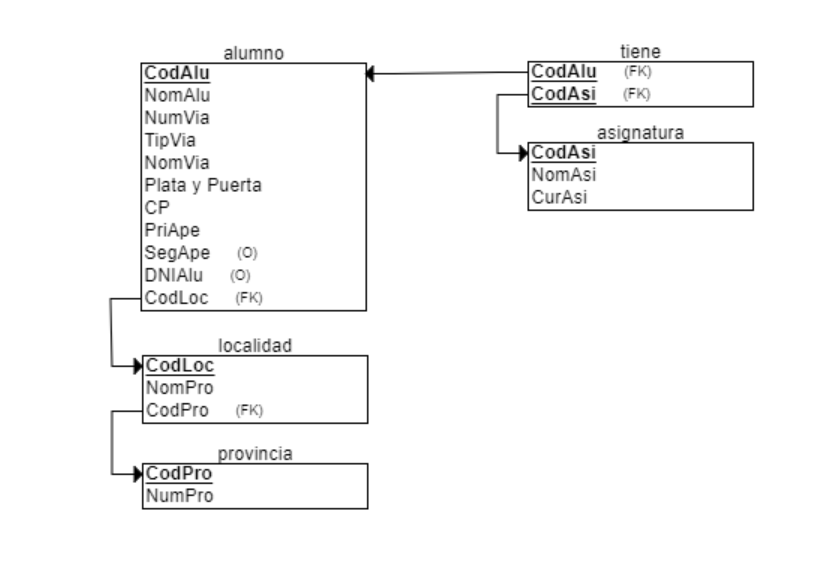 alumno
CodAlu
NomAlu
NumVia
TipVia
NomVia
Plata y Puerta
CP
PriApe
SegApe (O)
DNIAlu (O)
CodLoc (FK)
tiene
CodAlu (FK)
CodAsi (FK)
asignatura
CodAsi
NomAsi
CurAsi
localidad
CodLoc
NomPro
CodPro (FK)
provincia
CodPro
NumPro